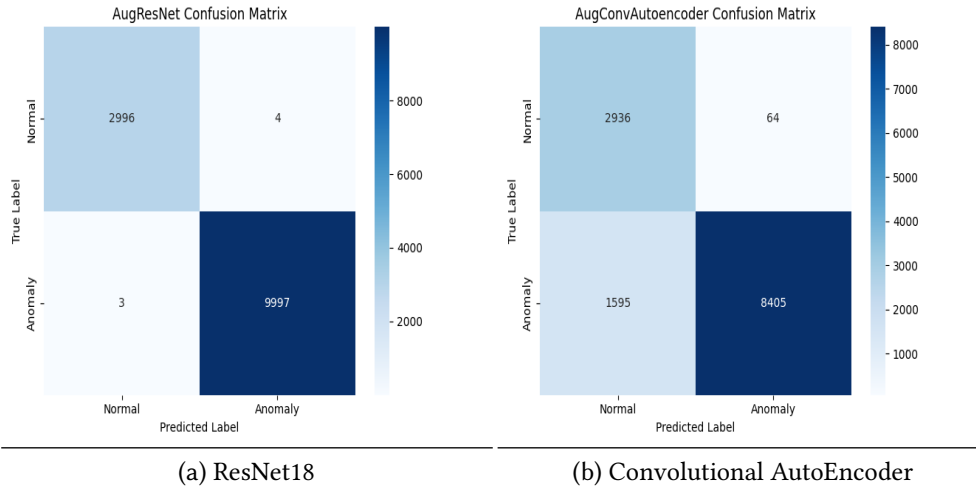 AugResNet Confusion Matrix
Normal
Anomaly
True Label
2996
4
3
9997
Normal
Anomaly
Predicted Label
8000
6000
4000
2000
(a) ResNet18
AugConvAutoencoder Confusion Matrix
Normal
Anomaly
True Label
2936
64
1595
8405
Normal
Anomaly
Predicted Label
8000
7000
6000
5000
4000
3000
2000
1000
(b) Convolutional AutoEncoder